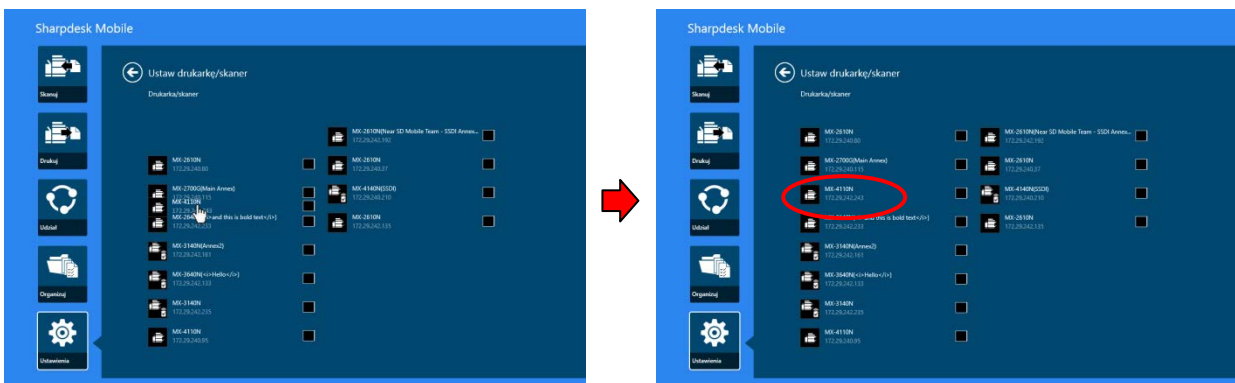 Sharpdesk Mobile
Skanuj
Drukuj
Udział
Organizuj
Ustawienia
Ustaw drukarkę/skaner
Drukarka/skaner
MX-2610N
172.29.240.60
MX-2700G(Main Annex)
MX-4110N
172.29.242.233
MX-3140N(Annex2)
172.29.242.161
MX-3640N(<i>Hello</i>)
172.29.242.133
MX-3140N
172.29.242.235
MX-4110N
172.29.240.95
MX-2610N(Near SD Mobile Team - SSDI Annex...
172.29.242.192
MX-2610N
172.29.240.37
MX-4140N(SSDI)
172.29.240.210
MX-2610N
172.29.242.135
Sharpdesk Mobile
Skanuj
Drukuj
Udział
Organizuj
Ustawienia
Ustaw drukarkę/skaner
Drukarka/skaner
MX-2610N
172.29.240.60
MX-2700G(Main Annex)
172.29.240.115
MX-4110N
172.29.242.243
and this is bold text</i>)
172.29.242.233
MX-3140N(Annex2)
172.29.242.161
MX-3640N(<i>Hello</i>)
172.29.242.133
MX-3140N
172.29.242.235
MX-4110N
172.29.240.95
MX-2610N(Near SD Mobile Team - SSDI Annex...
172.29.242.192
MX-2610N
172.29.240.37
MX-4140N(SSDI)
172.29.240.210
MX-2610N
172.29.242.135